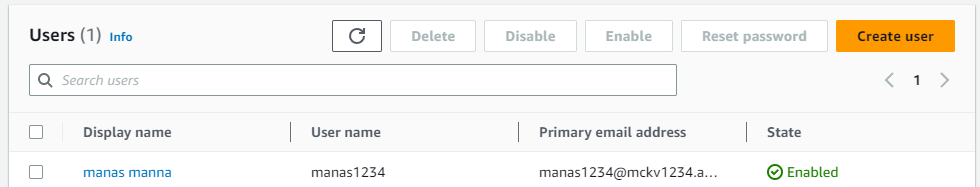 Users (1) Info Delete Disable Enable Reset password Create user
Search users 1
Display name User name Primary email address State
manas manna manas1234 manas1234@mckv1234.a... Enabled